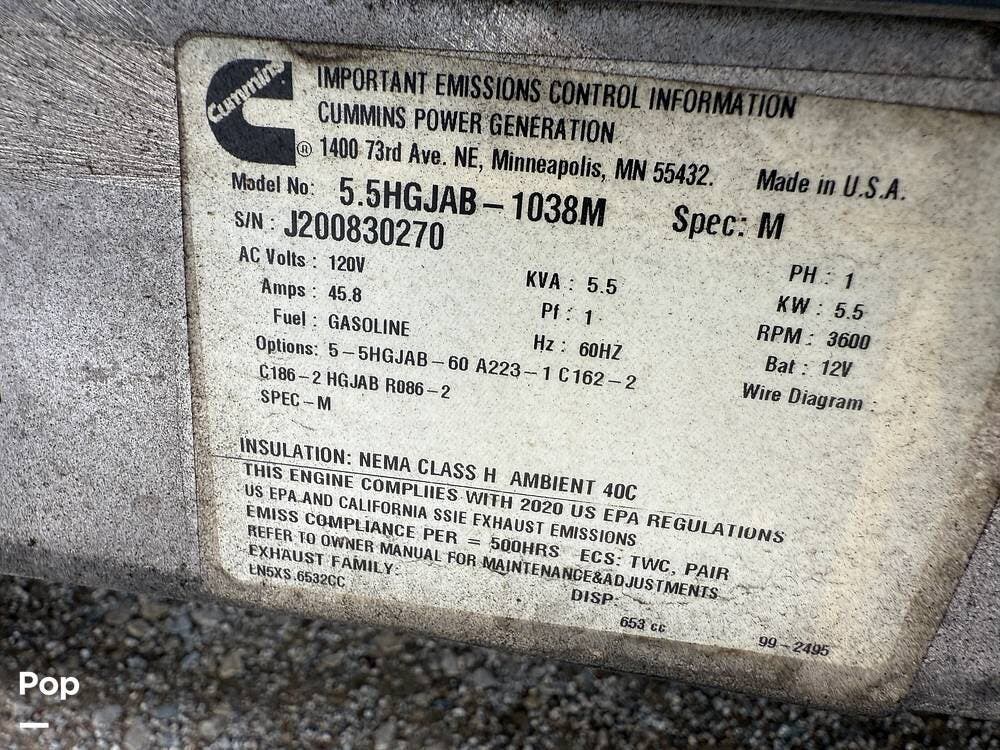 Cummins
IMPORTANT EMISSIONS CONTROL INFORMATION
CUMMINS POWER GENERATION
® 1400 73rd Ave. NE, Minneapolis, MN 55432. Made in U.S.A.
Model No: 5.5HGJAB – 1038M Spec: M
S/N : J200830270
AC Volts : 120V KVA : 5.5 PH : 1
Amps : 45.8 Pf : 1 KW : 5.5
Fuel : GASOLINE Hz : 60HZ RPM : 3600
Options: 5 – 5HGJAB – 60 A223 – 1 C162 – 2 Bat : 12V
C186 – 2 HGJAB R086 – 2 Wire Diagram :
SPEC – M
INSULATION: NEMA CLASS H AMBIENT 40C
THIS ENGINE COMPLIIES WITH 2020 US EPA REGULATIONS
US EPA AND CALIFORNIA SSIE EXHAUST EMISSIONS
EMISS COMPLIANCE PER = 500HRS ECS: TWC, PAIR
REFER TO OWNER MANUAL FOR MAINTENANCE&ADJUSTMENTS
EXHAUST FAMILY: DISP
LN5XS.6532CC 653 cc 99 – 2495
Pop